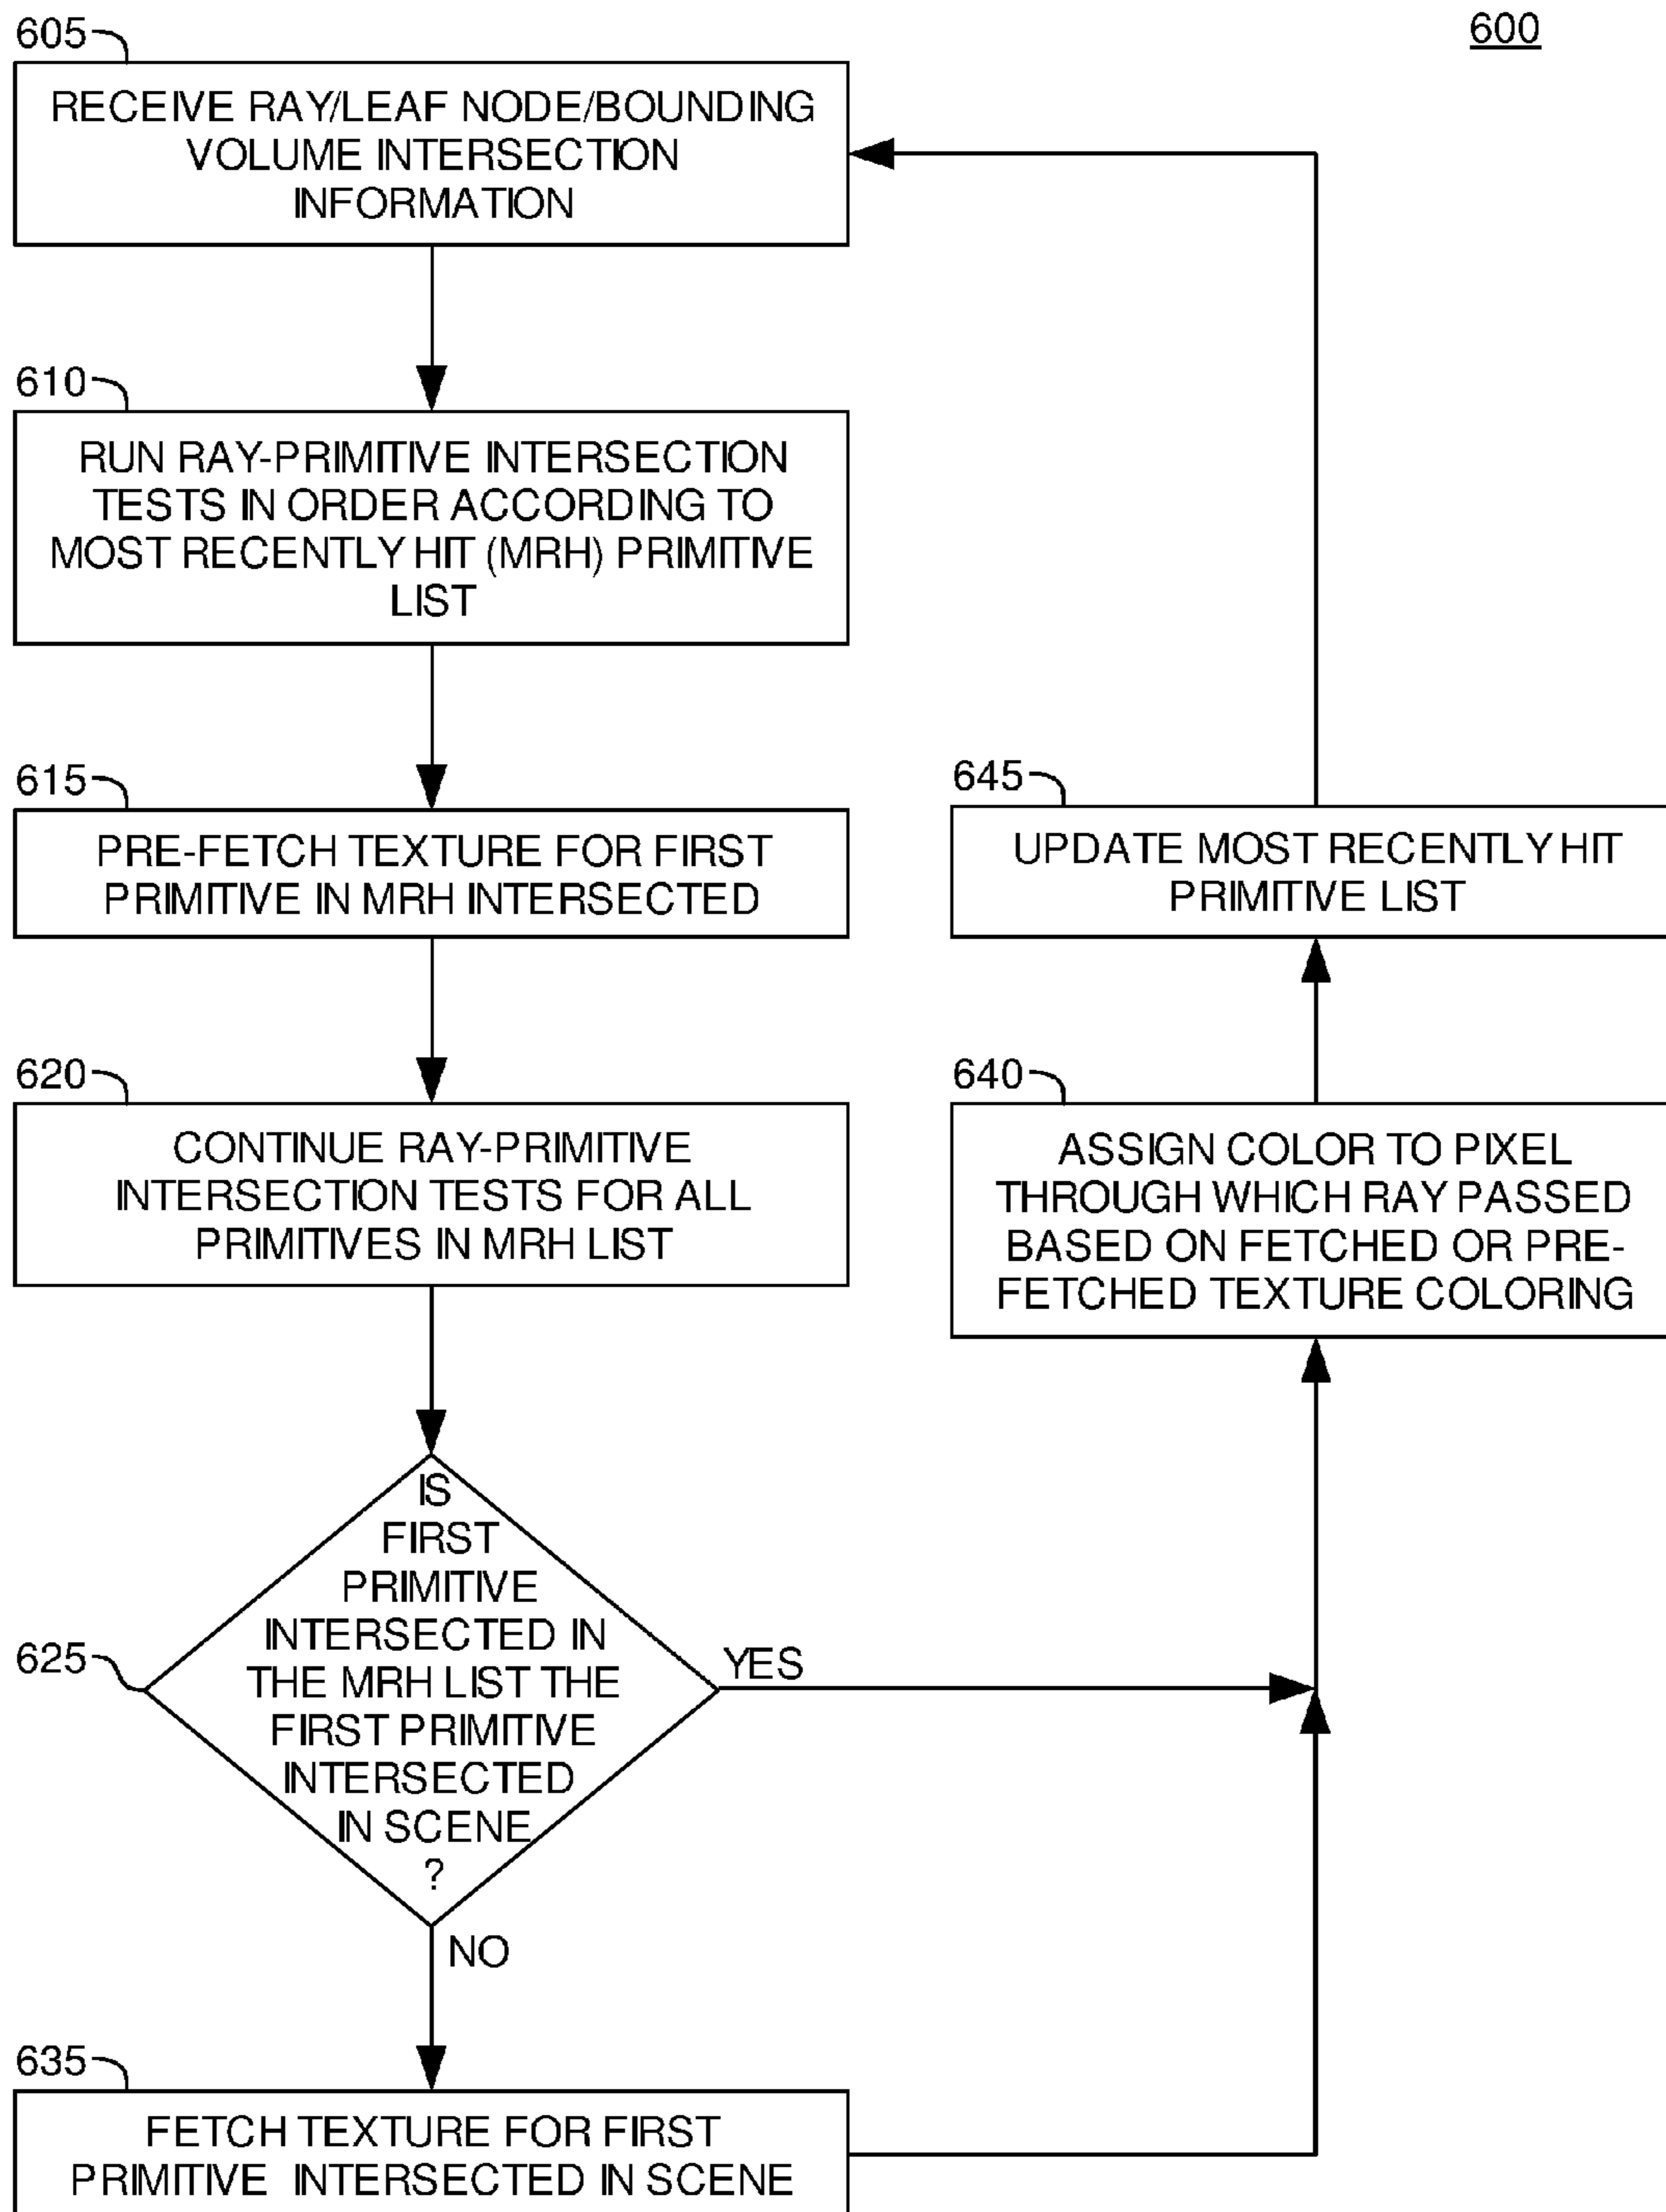 600
605
RECEIVE RAY/LEAF NODE/BOUNDING
VOLUME INTERSECTION
INFORMATION
610
RUN RAY-PRIMITIVE INTERSECTION
TESTS IN ORDER ACCORDING TO
MOST RECENTLY HIT (MRH) PRIMITIVE
LIST
615
PRE-FETCH TEXTURE FOR FIRST
PRIMITIVE IN MRH INTERSECTED
620
CONTINUE RAY-PRIMITIVE
INTERSECTION TESTS FOR ALL
PRIMITIVES IN MRH LIST
625
IS
FIRST
PRIMITIVE
INTERSECTED IN
THE MRH LIST THE
FIRST PRIMITIVE
INTERSECTED
IN SCENE
?
YES
NO
635
FETCH TEXTURE FOR FIRST
PRIMITIVE INTERSECTED IN SCENE
640
ASSIGN COLOR TO PIXEL
THROUGH WHICH RAY PASSED
BASED ON FETCHED OR PRE-
FETCHED TEXTURE COLORING
645
UPDATE MOST RECENTLY HIT
PRIMITIVE LIST